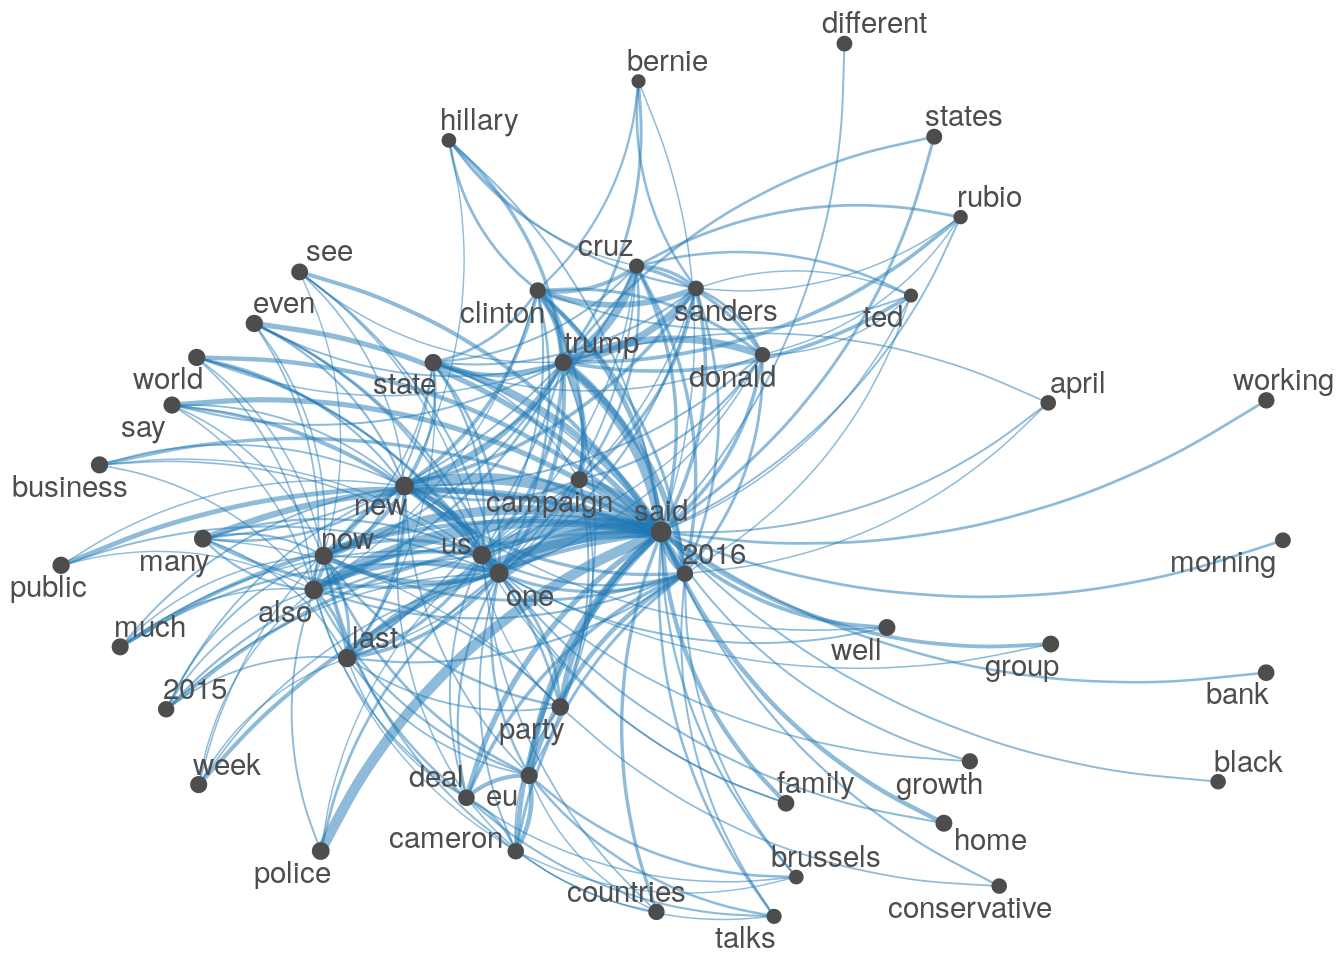 different
bernie
states
hillary
rubio
see
cruz
even
clinton
sanders
ted
trump
world
state
donald
april
working
say
business
new
campaign
said
now
us
2016
many
morning
public
also
one
much
last
well
group
2015
bank
party
week
deal
eu
family
growth
black
cameron
home
police
brussels
countries
conservative
talks